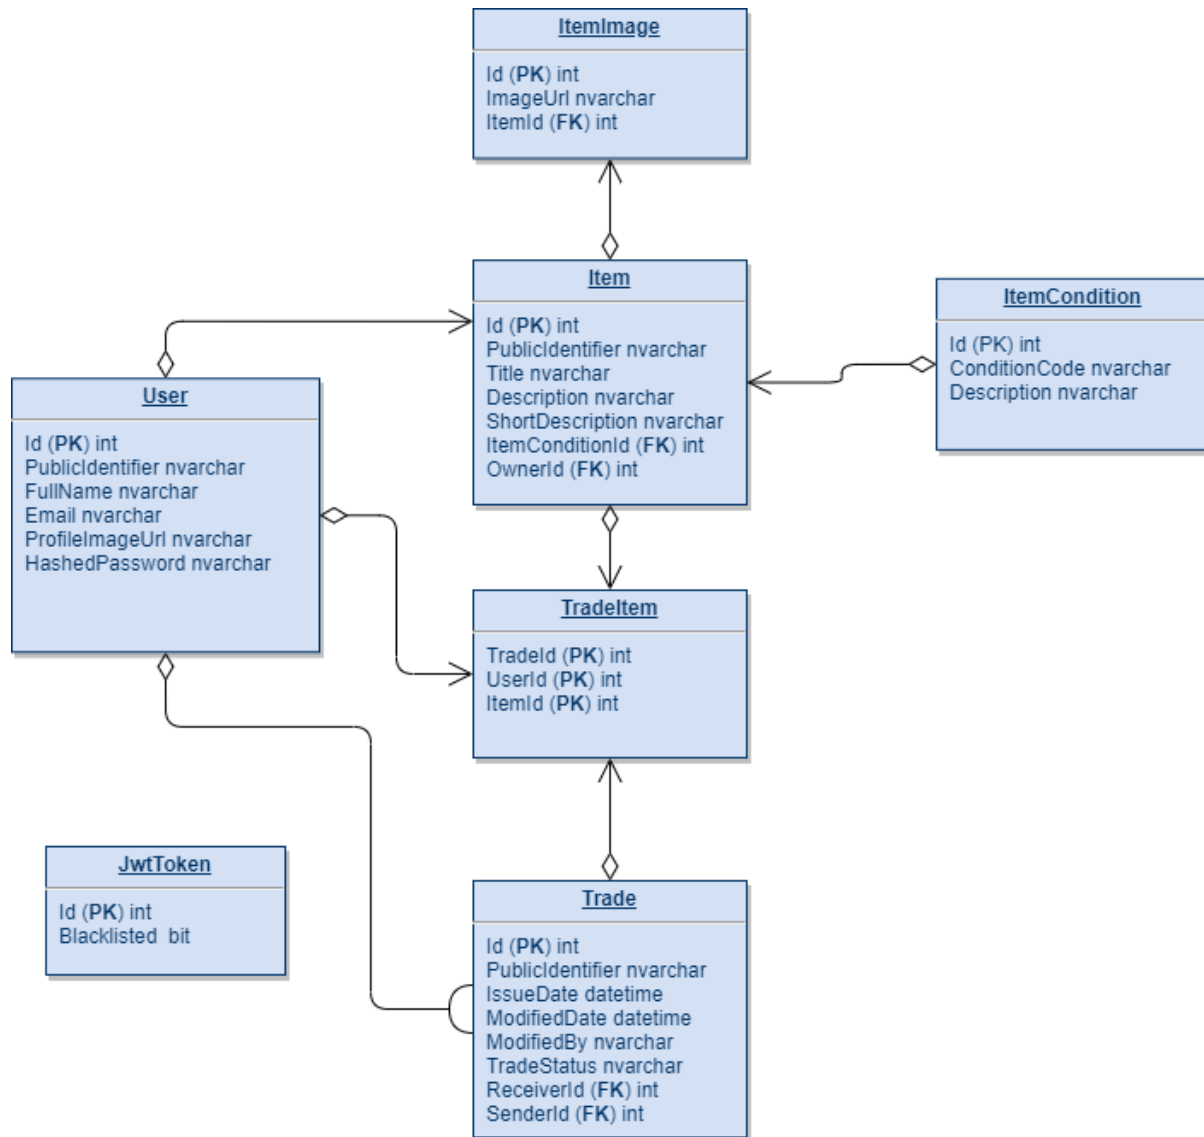 ItemImage
Id (PK) int
ImageUrl nvarchar
ItemId (FK) int
Item
Id (PK) int
PublicIdentifier nvarchar
Title nvarchar
Description nvarchar
ShortDescription nvarchar
ItemConditionId (FK) int
OwnerId (FK) int
ItemCondition
Id (PK) int
ConditionCode nvarchar
Description nvarchar
User
Id (PK) int
PublicIdentifier nvarchar
FullName nvarchar
Email nvarchar
ProfileImageUrl nvarchar
HashedPassword nvarchar
TradeItem
TradeId (PK) int
UserId (PK) int
ItemId (PK) int
JwtToken
Id (PK) int
Blacklisted  bit
Trade
Id (PK) int
PublicIdentifier nvarchar
IssueDate datetime
ModifiedDate datetime
ModifiedBy nvarchar
TradeStatus nvarchar
ReceiverId (FK) int
SenderId (FK) int